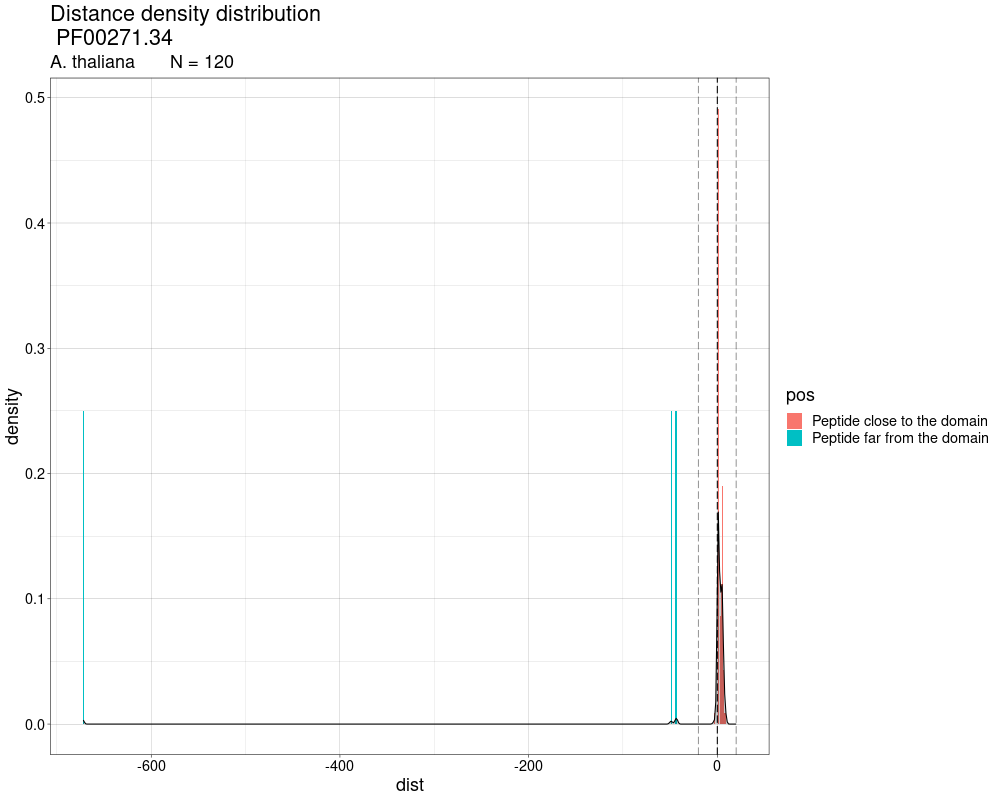 Distance density distribution
PF00271.34
A. thaliana N = 120
0.5
0.4
0.3
0.2
0.1
0.0
density
-600
-400
-200
0
dist
pos
Peptide close to the domain
Peptide far from the domain